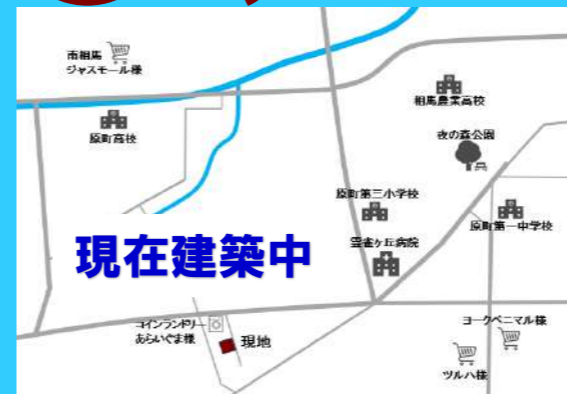 南相馬
ジャスモール様
相馬農業高校
原町高校
夜の森公園
原町第三小学校
原町第一中学校
雲雀ヶ丘病院
現在建築中
コインランドリー
あらいぐま様
現地
ヨークベニマル様
ツルハ様